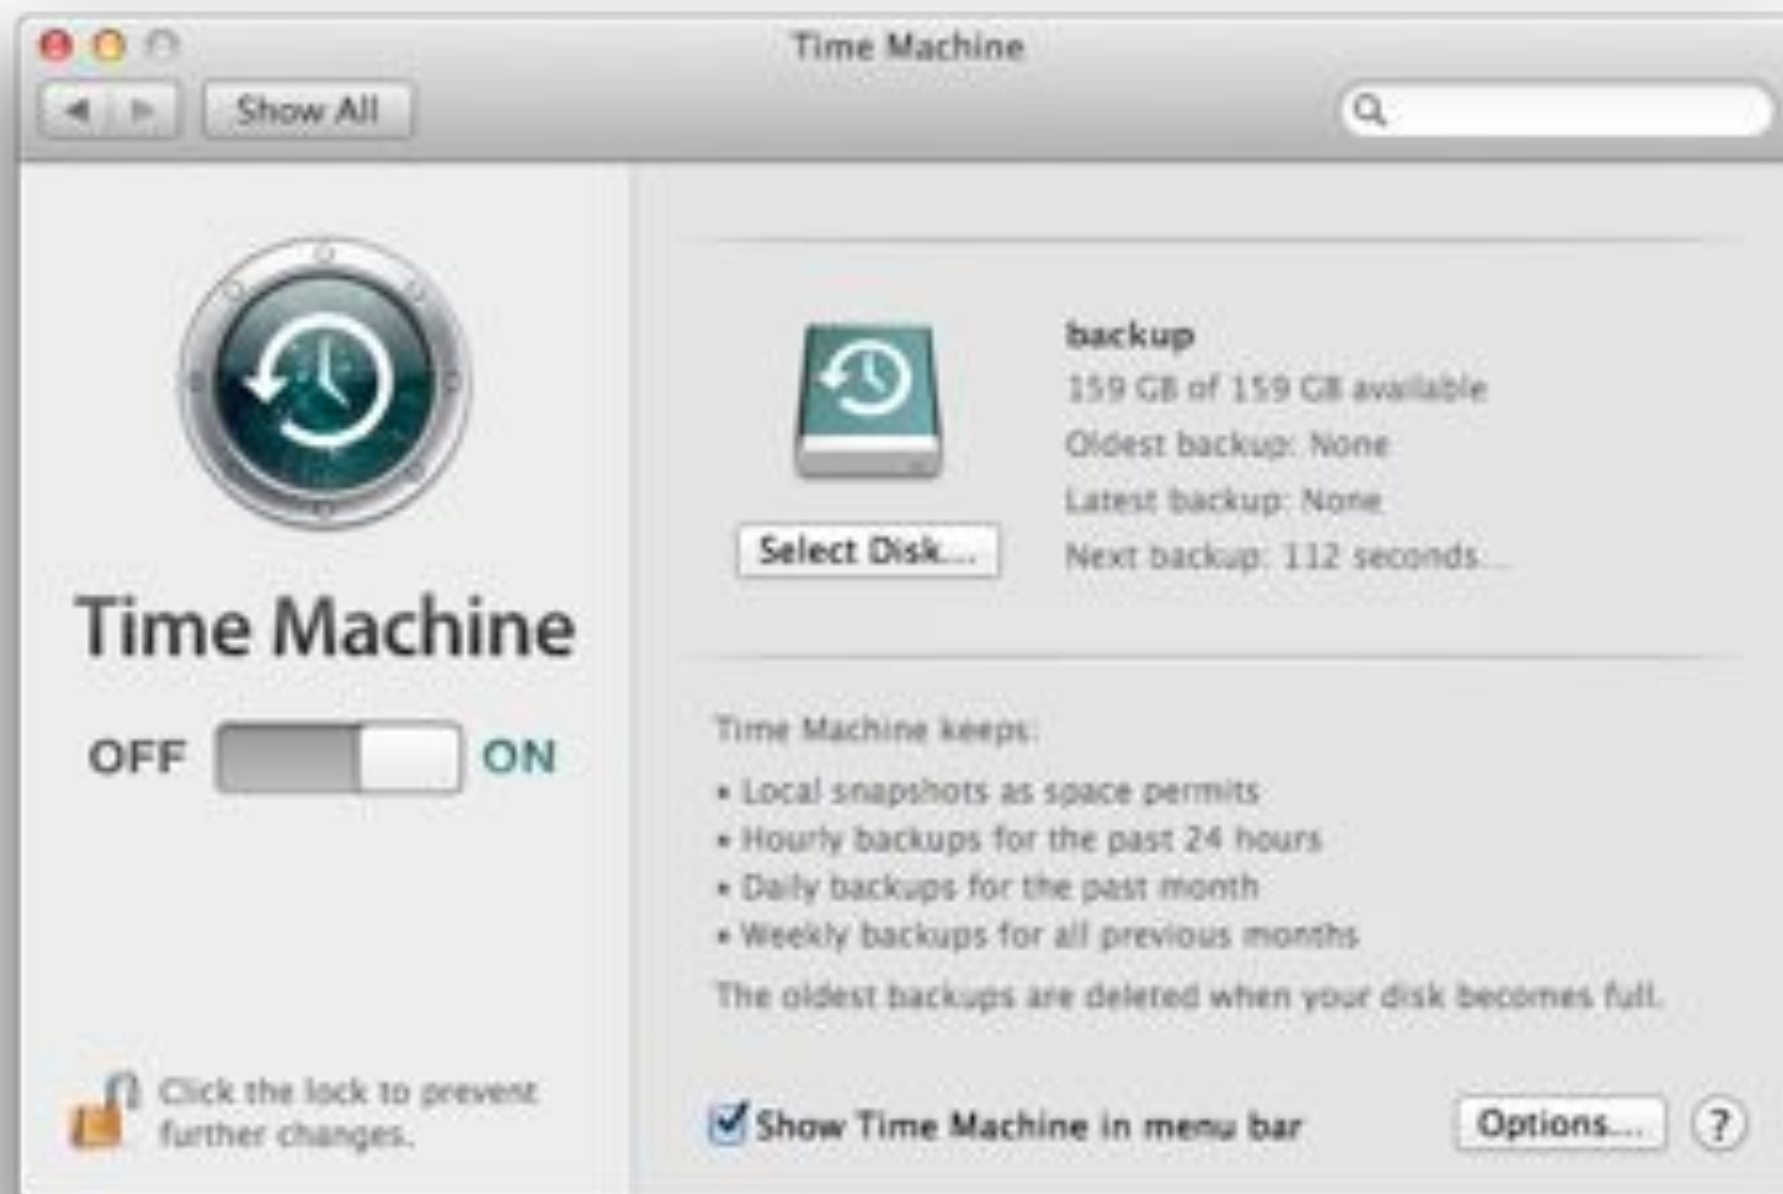 Time Machine
Show All
Time Machine
OFF ON
Click the lock to prevent
further changes.
backup
159 GB of 159 GB available
Oldest backup: None
Latest backup: None
Next backup: 112 seconds...
Select Disk...
Time Machine keeps:
• Local snapshots as space permits
• Hourly backups for the past 24 hours
• Daily backups for the past month
• Weekly backups for all previous months
The oldest backups are deleted when your disk becomes full.
Show Time Machine in menu bar
Options...
?